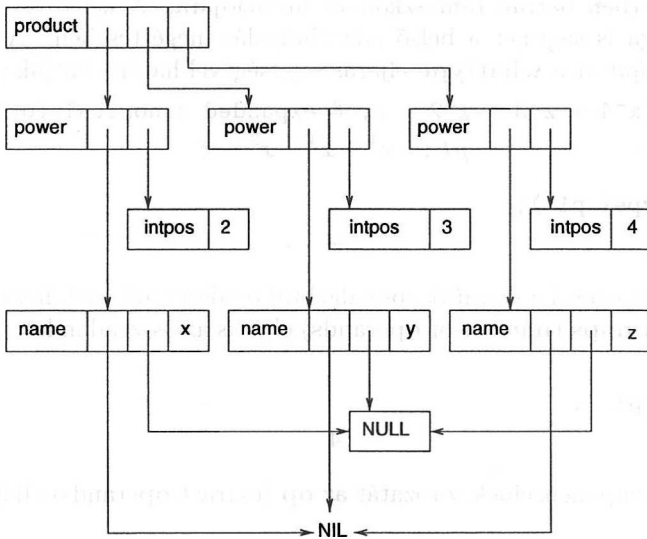 product
power power power
intpos 2 intpos 3 intpos 4
name x name y name z
NULL
NIL